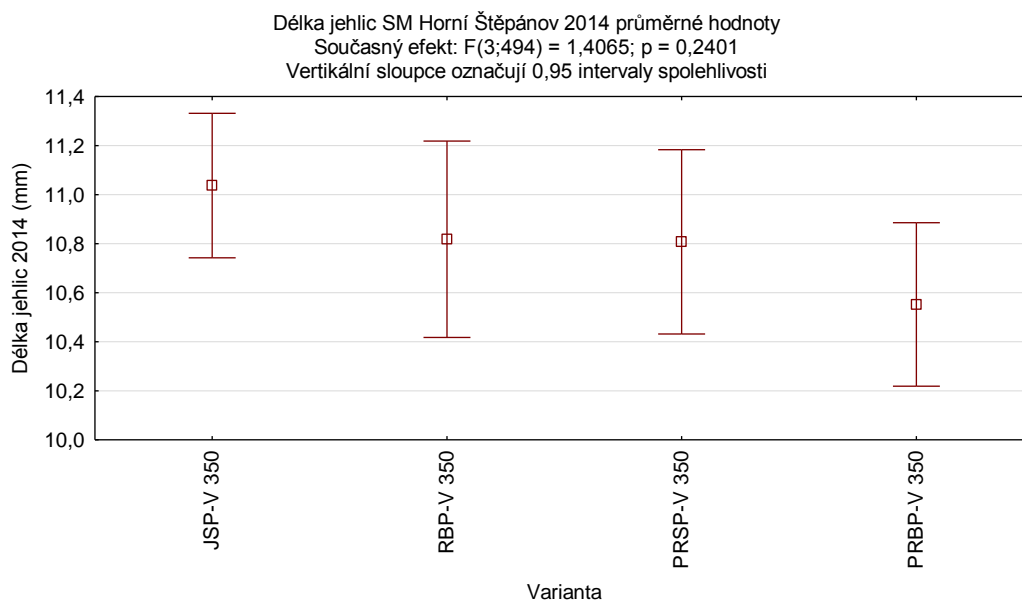 Délka jehlic SM Horní Štěpánov 2014 průměrné hodnoty
Současný efekt: F(3;494) = 1,4065; p = 0,2401
Vertikální sloupce označují 0,95 intervaly spolehlivosti
11,4
11,2
11,0
10,8
10,6
10,4
10,2
10,0
Délka jehlic 2014 (mm)
JSP-V 350
RBP-V 350
PRSP-V 350
PRBP-V 350
Varianta